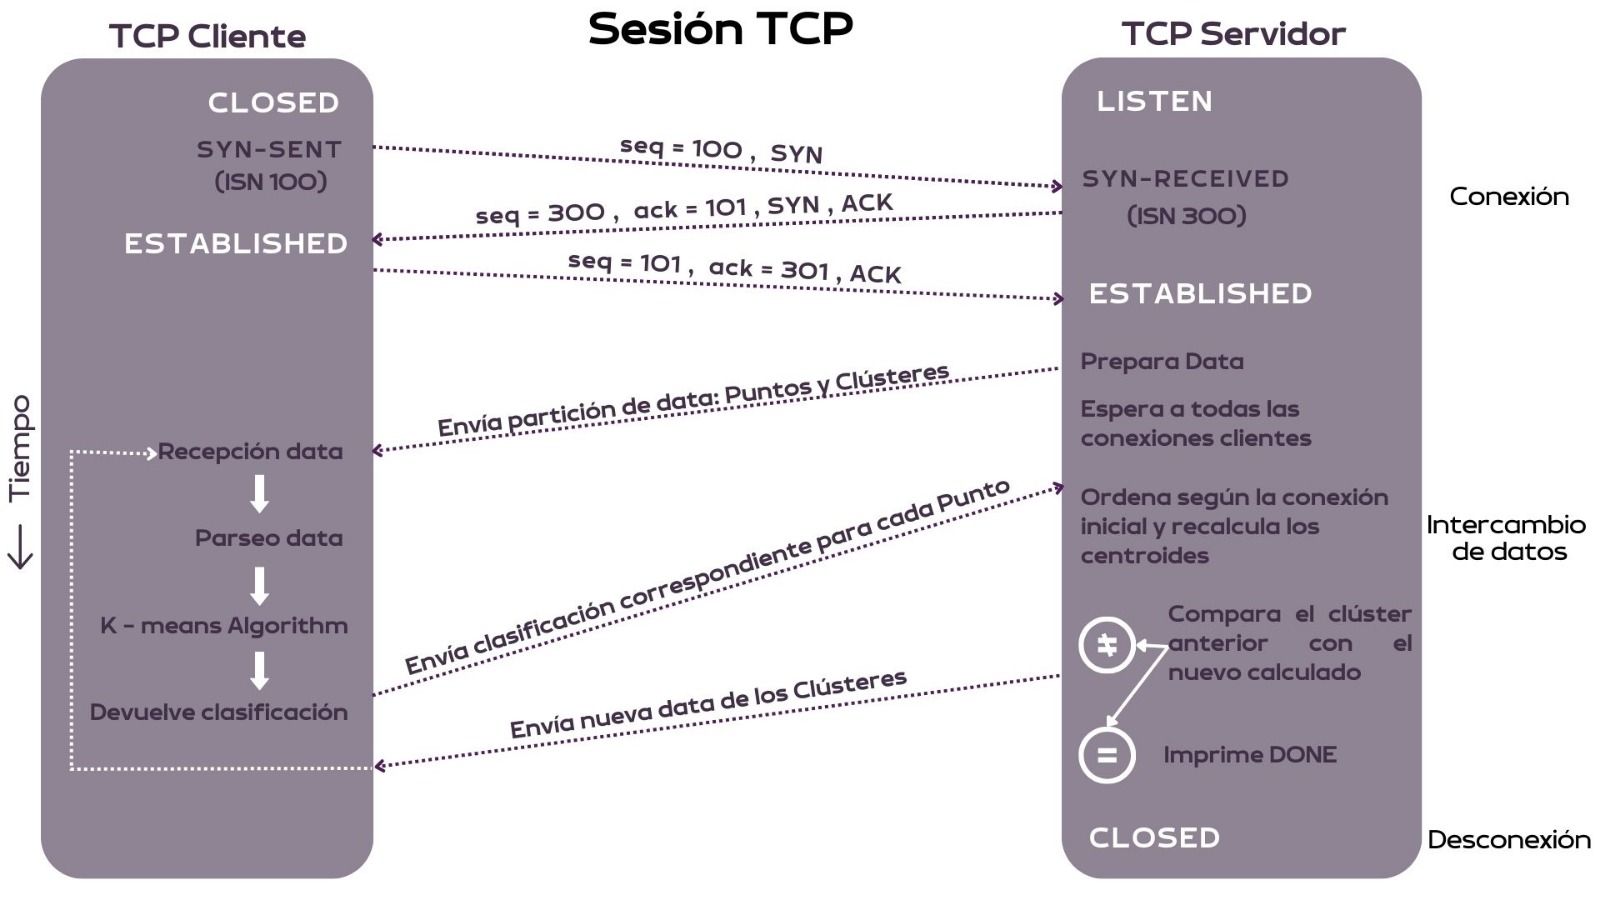 Sesión TCP
TCP Cliente
TCP Servidor
CLOSED
LISTEN
SYN-SENT
(ISN 100)
seq = 100 , SYN
SYN-RECEIVED
(ISN 300)
Conexión
seq = 300 , ack = 101 , SYN , ACK
ESTABLISHED
seq = 101 , ack = 301 , ACK
ESTABLISHED
Prepara Data
Envía partición de data: Puntos y Clústeres
Espera a todas las
conexiones clientes
Tiempo
Recepción data
Parseo data
K - means Algorithm
Devuelve clasificación
Envía clasificación correspondiente para cada Punto
Ordena según la conexión
inicial y recalcula los
centroides
Intercambio
de datos
Compara el clúster
anterior con el
nuevo calculado
≠
Envía nueva data de los Clústeres
=
Imprime DONE
CLOSED
Desconexión